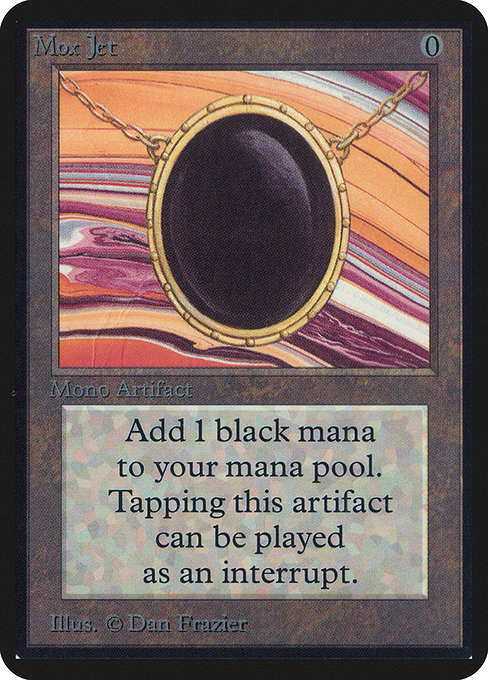 Mox Jet 0
Mono Artifact
Add 1 black mana
to your mana pool.
Tapping this artifact
can be played
as an interrupt.
Illus. © Dan Frazier